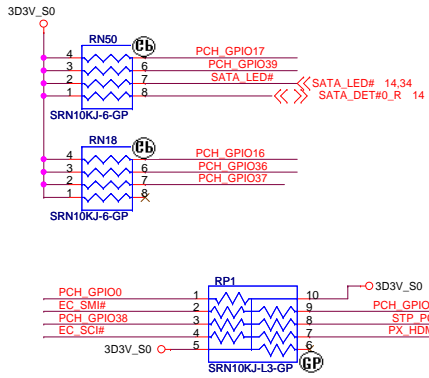 3D3V_S0
RN50
4 5 PCH_GPIO17
3 6 PCH_GPIO39
2 7 SATA_LED# SATA_LED# 14,34
1 8 SATA_DET#0_R 14
SRN10KJ-6-GP
RN18
4 5 PCH_GPIO16
3 6 PCH_GPIO36
2 7 PCH_GPIO37
1 8
SRN10KJ-6-GP
RP1
3D3V_S0
PCH_GPIO0 1 10
EC_SMI# 2 9 PCH_GPIO
PCH_GPIO38 3 8 STP_PC
EC_SCI# 4 7 PX_HDM
3D3V_S0 5 6
SRN10KJ-L3-GP
GP